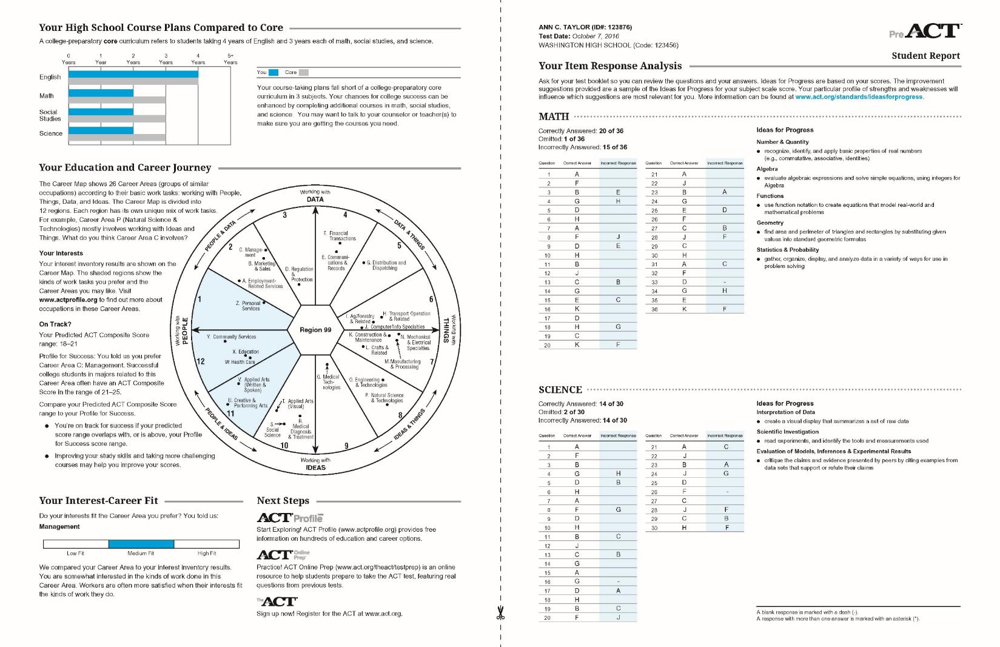 Your High School Course Plans Compared to Core
A college-preparatory core curriculum refers to students taking 4 years of English and 3 years each of math, social studies, and science.
0 1 2 3 4 5+
Years Year Years Years Years Years
English
Math
Social
Studies
Science
You Core
Your course-taking plans fall short of a college-preparatory core
curriculum in 3 subjects. Your chances for college success can be
enhanced by completing additional courses in math, social studies,
and science. You may want to talk to your counselor or teacher(s) to
make sure you are getting the courses you need.
Your Education and Career Journey
The Career Map shows 26 Career Areas (groups of similar
occupations) according to their basic work tasks: working with People,
Things, Data, and Ideas. The Career Map is divided into
12 regions. Each region has its own unique mix of work tasks.
For example, Career Area P (Natural Science &
Technologies) mostly involves working with Ideas and
Things. What do you think Career Area C involves?
Your Interests
Your interest inventory results are shown on the
Career Map. The shaded regions show the
kinds of work tasks you prefer and the
Career Areas you may like. Visit
www.actprofile.org to find out more about
occupations in these Career Areas.
On Track?
Your Predicted ACT Composite Score
range: 18–21
Profile for Success: You told us you prefer
Career Area C: Management. Successful
college students in majors related to this
Career Area often have an ACT Composite
Score in the range of 21–25.
Compare your Predicted ACT Composite Score
range to your Profile for Success.
● You're on track for success if your predicted
score range overlaps with, or is above, your Profile
for Success score range.
● Improving your study skills and taking more challenging
courses may help you improve your scores.
Working with
DATA
PEOPLE & DATA
DATA & THINGS
Working with
PEOPLE
Working with
THINGS
PEOPLE & IDEAS
IDEAS & THINGS
Working with
IDEAS
Region 99
1
2
3
4
5
6
7
8
9
10
11
12
C. Manage-
ment
B. Marketing
& Sales
A. Employment-
Related Services
D. Regulation
&
Protection
F. Financial
Transactions
E. Communi-
cations &
Records
G. Distribution and
Dispatching
Z. Personal
Services
H. Transport Operation
& Related
I. Ag/Forestry
& Related
J. Computer/Info Specialties
K. Construction &
Maintenance
L. Crafts &
Related
N. Mechanical
& Electrical
Specialties
M. Manufacturing
& Processing
Y. Community Services
X. Education
W. Health Care
V. Applied Arts
(Written &
Spoken)
U. Creative &
Performing Arts
T. Applied Arts
(Visual)
S.
Social
Science
R.
Medical
Diagnosis
& Treatment
Q. Medical
Tech-
nologies
O. Engineering
& Technologies
P. Natural Science
& Technologies
Your Interest-Career Fit
Do your interests fit the Career Area you prefer? You told us:
Management
Low Fit Medium Fit High Fit
We compared your Career Area to your interest inventory results.
You are somewhat interested in the kinds of work done in this
Career Area. Workers are often more satisfied when their interests fit
the kinds of work they do.
Next Steps
ACT Profile
Start Exploring! ACT Profile (www.actprofile.org) provides free
information on hundreds of education and career options.
ACT Online Prep
Practice! ACT Online Prep (www.act.org/theact/testprep) is an online
resource to help students prepare to take the ACT test, featuring real
questions from previous tests.
The ACT
Sign up now! Register for the ACT at www.act.org.
ANN C. TAYLOR (ID#: 123876)
Test Date: October 7, 2016
WASHINGTON HIGH SCHOOL (Code: 123456)
PreACT
Student Report
Your Item Response Analysis
Ask for your test booklet so you can review the questions and your answers. Ideas for Progress are based on your scores. The improvement
suggestions provided are a sample of the Ideas for Progress for your subject scale score. Your particular profile of strengths and weaknesses will
influence which suggestions are most relevant for you. More information can be found at www.act.org/standards/ideasforprogress.
MATH
Correctly Answered: 20 of 36
Omitted: 1 of 36
Incorrectly Answered: 15 of 36
Question Correct Answer Incorrect Response
1 A
2 F
3 B E
4 G H
5 D
6 H
7 A
8 F J
9 D E
10 H
11 B
12 J
13 C B
14 G
15 E C
16 K
17 D
18 H G
19 C
20 K F
Question Correct Answer Incorrect Response
21 A
22 J
23 B A
24 G
25 E D
26 F
27 C B
28 J F
29 C
30 H
31 A C
32 F
33 D -
34 G H
35 E
36 K F
Ideas for Progress
Number & Quantity
● recognize, identify, and apply basic properties of real numbers
(e.g., commutative, associative, identities)
Algebra
● evaluate algebraic expressions and solve simple equations, using integers for
Algebra
Functions
● use function notation to create equations that model real-world and
mathematical problems
Geometry
● find area and perimeter of triangles and rectangles by substituting given
values into standard geometric formulas
Statistics & Probability
● gather, organize, display, and analyze data in a variety of ways for use in
problem solving
SCIENCE
Correctly Answered: 14 of 30
Omitted: 2 of 30
Incorrectly Answered: 14 of 30
Question Correct Answer Incorrect Response
1 A
2 F
3 B
4 G H
5 D B
6 H
7 A
8 F G
9 D
10 H
11 B C
12 J
13 C B
14 G
15 A
16 G -
17 D A
18 H
19 B C
20 F J
Question Correct Answer Incorrect Response
21 A C
22 J
23 B A
24 J G
25 D
26 F -
27 C
28 J F
29 C B
30 H F
Ideas for Progress
Interpretation of Data
● create a visual display that summarizes a set of raw data
Scientific Investigation
● read experiments, and identify the tools and measurements used
Evaluation of Models, Inferences & Experimental Results
● critique the claims and evidence presented by peers by citing examples from
data sets that support or refute their claims
A blank response is marked with a dash (-).
A response with more than one answer is marked with an asterisk (*).